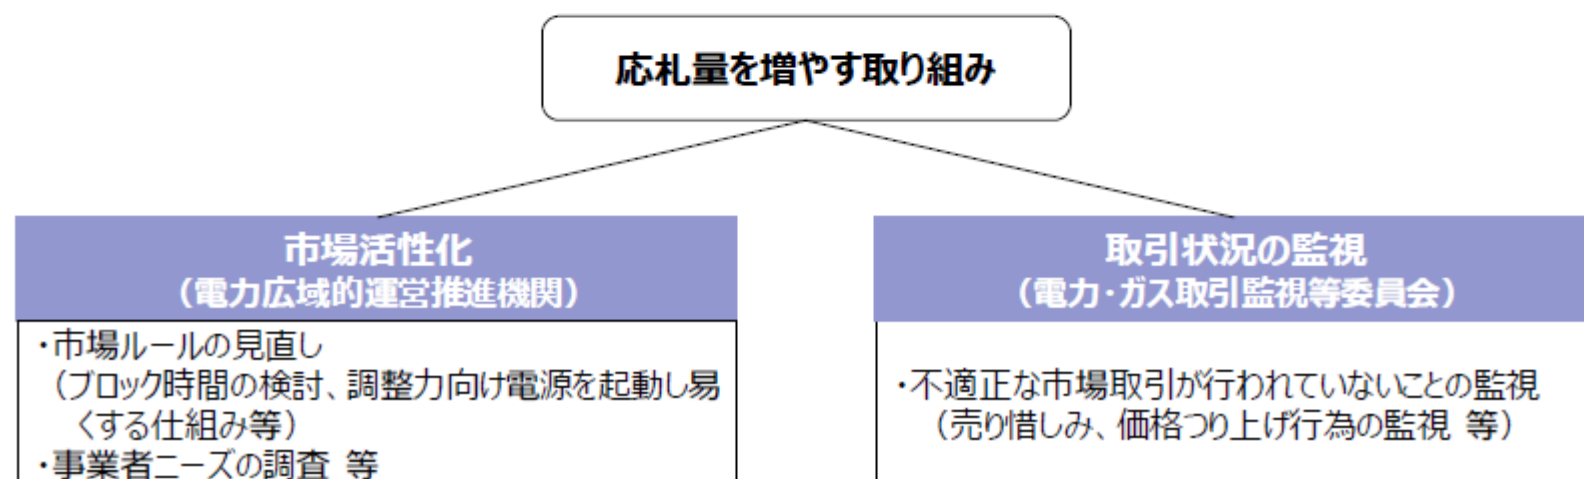 応札量を増やす取り組み
市場活性化
（電力広域的運営推進機関）
・市場ルールの見直し
（ブロック時間の検討、調整力向け電源を起動し易
くする仕組み等）
・事業者ニーズの調査 等
取引状況の監視
（電力・ガス取引監視等委員会）
・不適正な市場取引が行われていないことの監視
（売り惜しみ、価格つり上げ行為の監視 等）